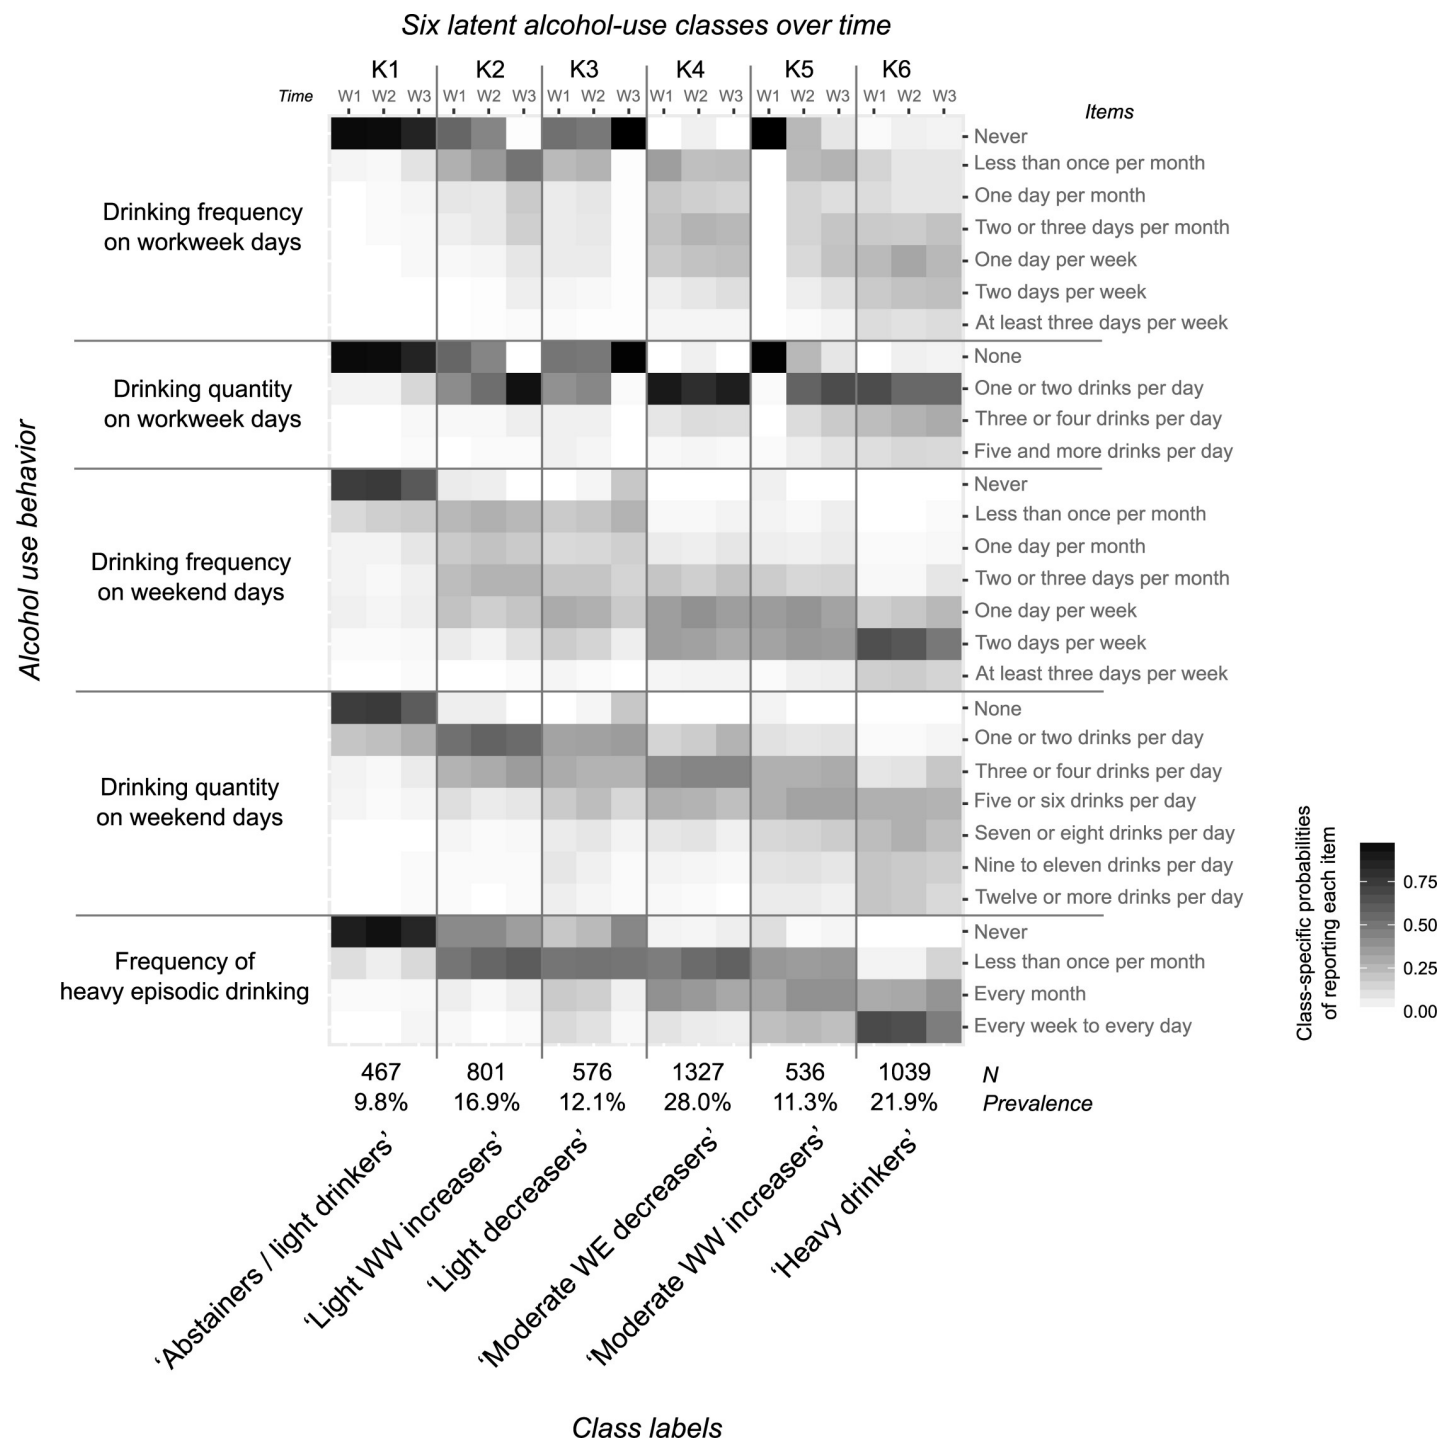 Six latent alcohol-use classes over time
K1 K2 K3 K4 K5 K6
Time W1 W2 W3 W1 W2 W3 W1 W2 W3 W1 W2 W3 W1 W2 W3 W1 W2 W3
Items
Alcohol use behavior
Drinking frequency
on workweek days
Never
Less than once per month
One day per month
Two or three days per month
One day per week
Two days per week
At least three days per week
Drinking quantity
on workweek days
None
One or two drinks per day
Three or four drinks per day
Five and more drinks per day
Drinking frequency
on weekend days
Never
Less than once per month
One day per month
Two or three days per month
One day per week
Two days per week
At least three days per week
Drinking quantity
on weekend days
None
One or two drinks per day
Three or four drinks per day
Five or six drinks per day
Seven or eight drinks per day
Nine to eleven drinks per day
Twelve or more drinks per day
Frequency of
heavy episodic drinking
Never
Less than once per month
Every month
Every week to every day
Class-specific probabilities
of reporting each item
0.75
0.50
0.25
0.00
467 801 576 1327 536 1039 N
9.8% 16.9% 12.1% 28.0% 11.3% 21.9% Prevalence
‘Abstainers / light drinkers’
‘Light WW increasers’
‘Light decreasers’
‘Moderate WE decreasers’
‘Moderate WW increasers’
‘Heavy drinkers’
Class labels